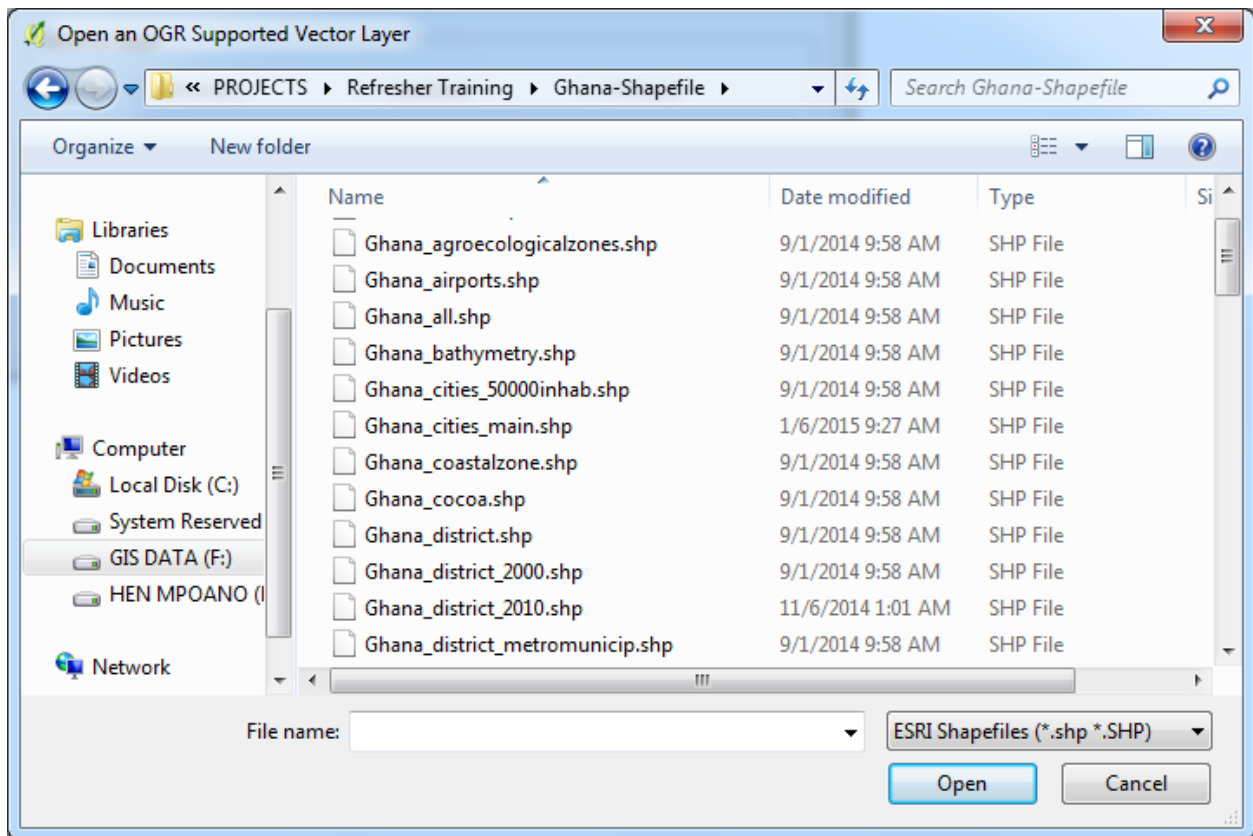 Open an OGR Supported Vector Layer
« PROJECTS ▸ Refresher Training ▸ Ghana-Shapefile ▸
Search Ghana-Shapefile
Organize New folder
Name Date modified Type Si
Libraries
Documents
Music
Pictures
Videos
Computer
Local Disk (C:)
System Reserved
GIS DATA (F:)
HEN MPOANO (
Network
Ghana_agroecologicalzones.shp 9/1/2014 9:58 AM SHP File
Ghana_airports.shp 9/1/2014 9:58 AM SHP File
Ghana_all.shp 9/1/2014 9:58 AM SHP File
Ghana_bathymetry.shp 9/1/2014 9:58 AM SHP File
Ghana_cities_50000inhab.shp 9/1/2014 9:58 AM SHP File
Ghana_cities_main.shp 1/6/2015 9:27 AM SHP File
Ghana_coastalzone.shp 9/1/2014 9:58 AM SHP File
Ghana_cocoa.shp 9/1/2014 9:58 AM SHP File
Ghana_district.shp 9/1/2014 9:58 AM SHP File
Ghana_district_2000.shp 9/1/2014 9:58 AM SHP File
Ghana_district_2010.shp 11/6/2014 1:01 AM SHP File
Ghana_district_metromunicip.shp 9/1/2014 9:58 AM SHP File
File name: ESRI Shapefiles (*.shp *.SHP)
Open Cancel